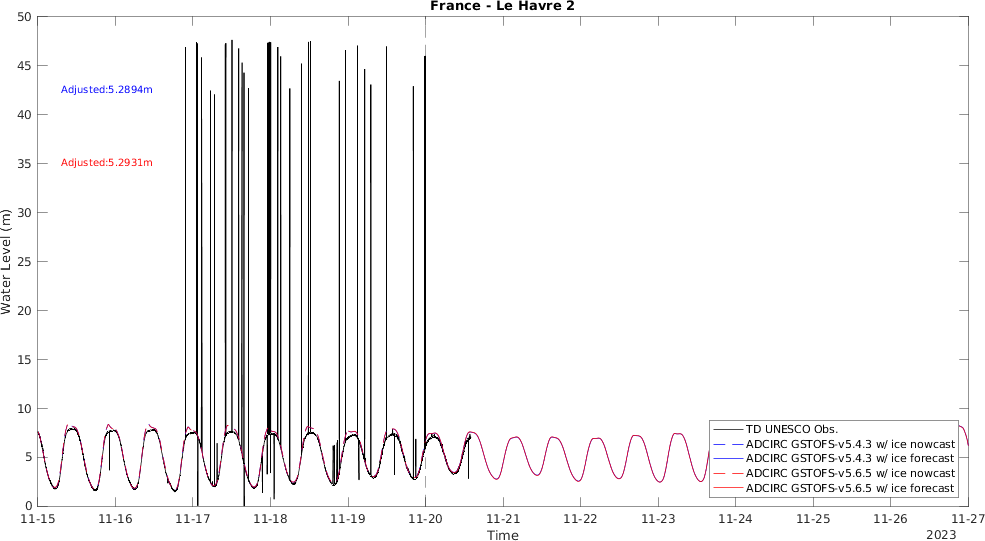 France - Le Havre 2
50
45
40
35
30
25
20
15
10
5
0
Water Level (m)
Adjusted:5.2894m
Adjusted:5.2931m
TD UNESCO Obs.
ADCIRC GSTOFS-v5.4.3 w/ ice nowcast
ADCIRC GSTOFS-v5.4.3 w/ ice forecast
ADCIRC GSTOFS-v5.6.5 w/ ice nowcast
ADCIRC GSTOFS-v5.6.5 w/ ice forecast
11-15 11-16 11-17 11-18 11-19 11-20 11-21 11-22 11-23 11-24 11-25 11-26 11-27
Time
2023